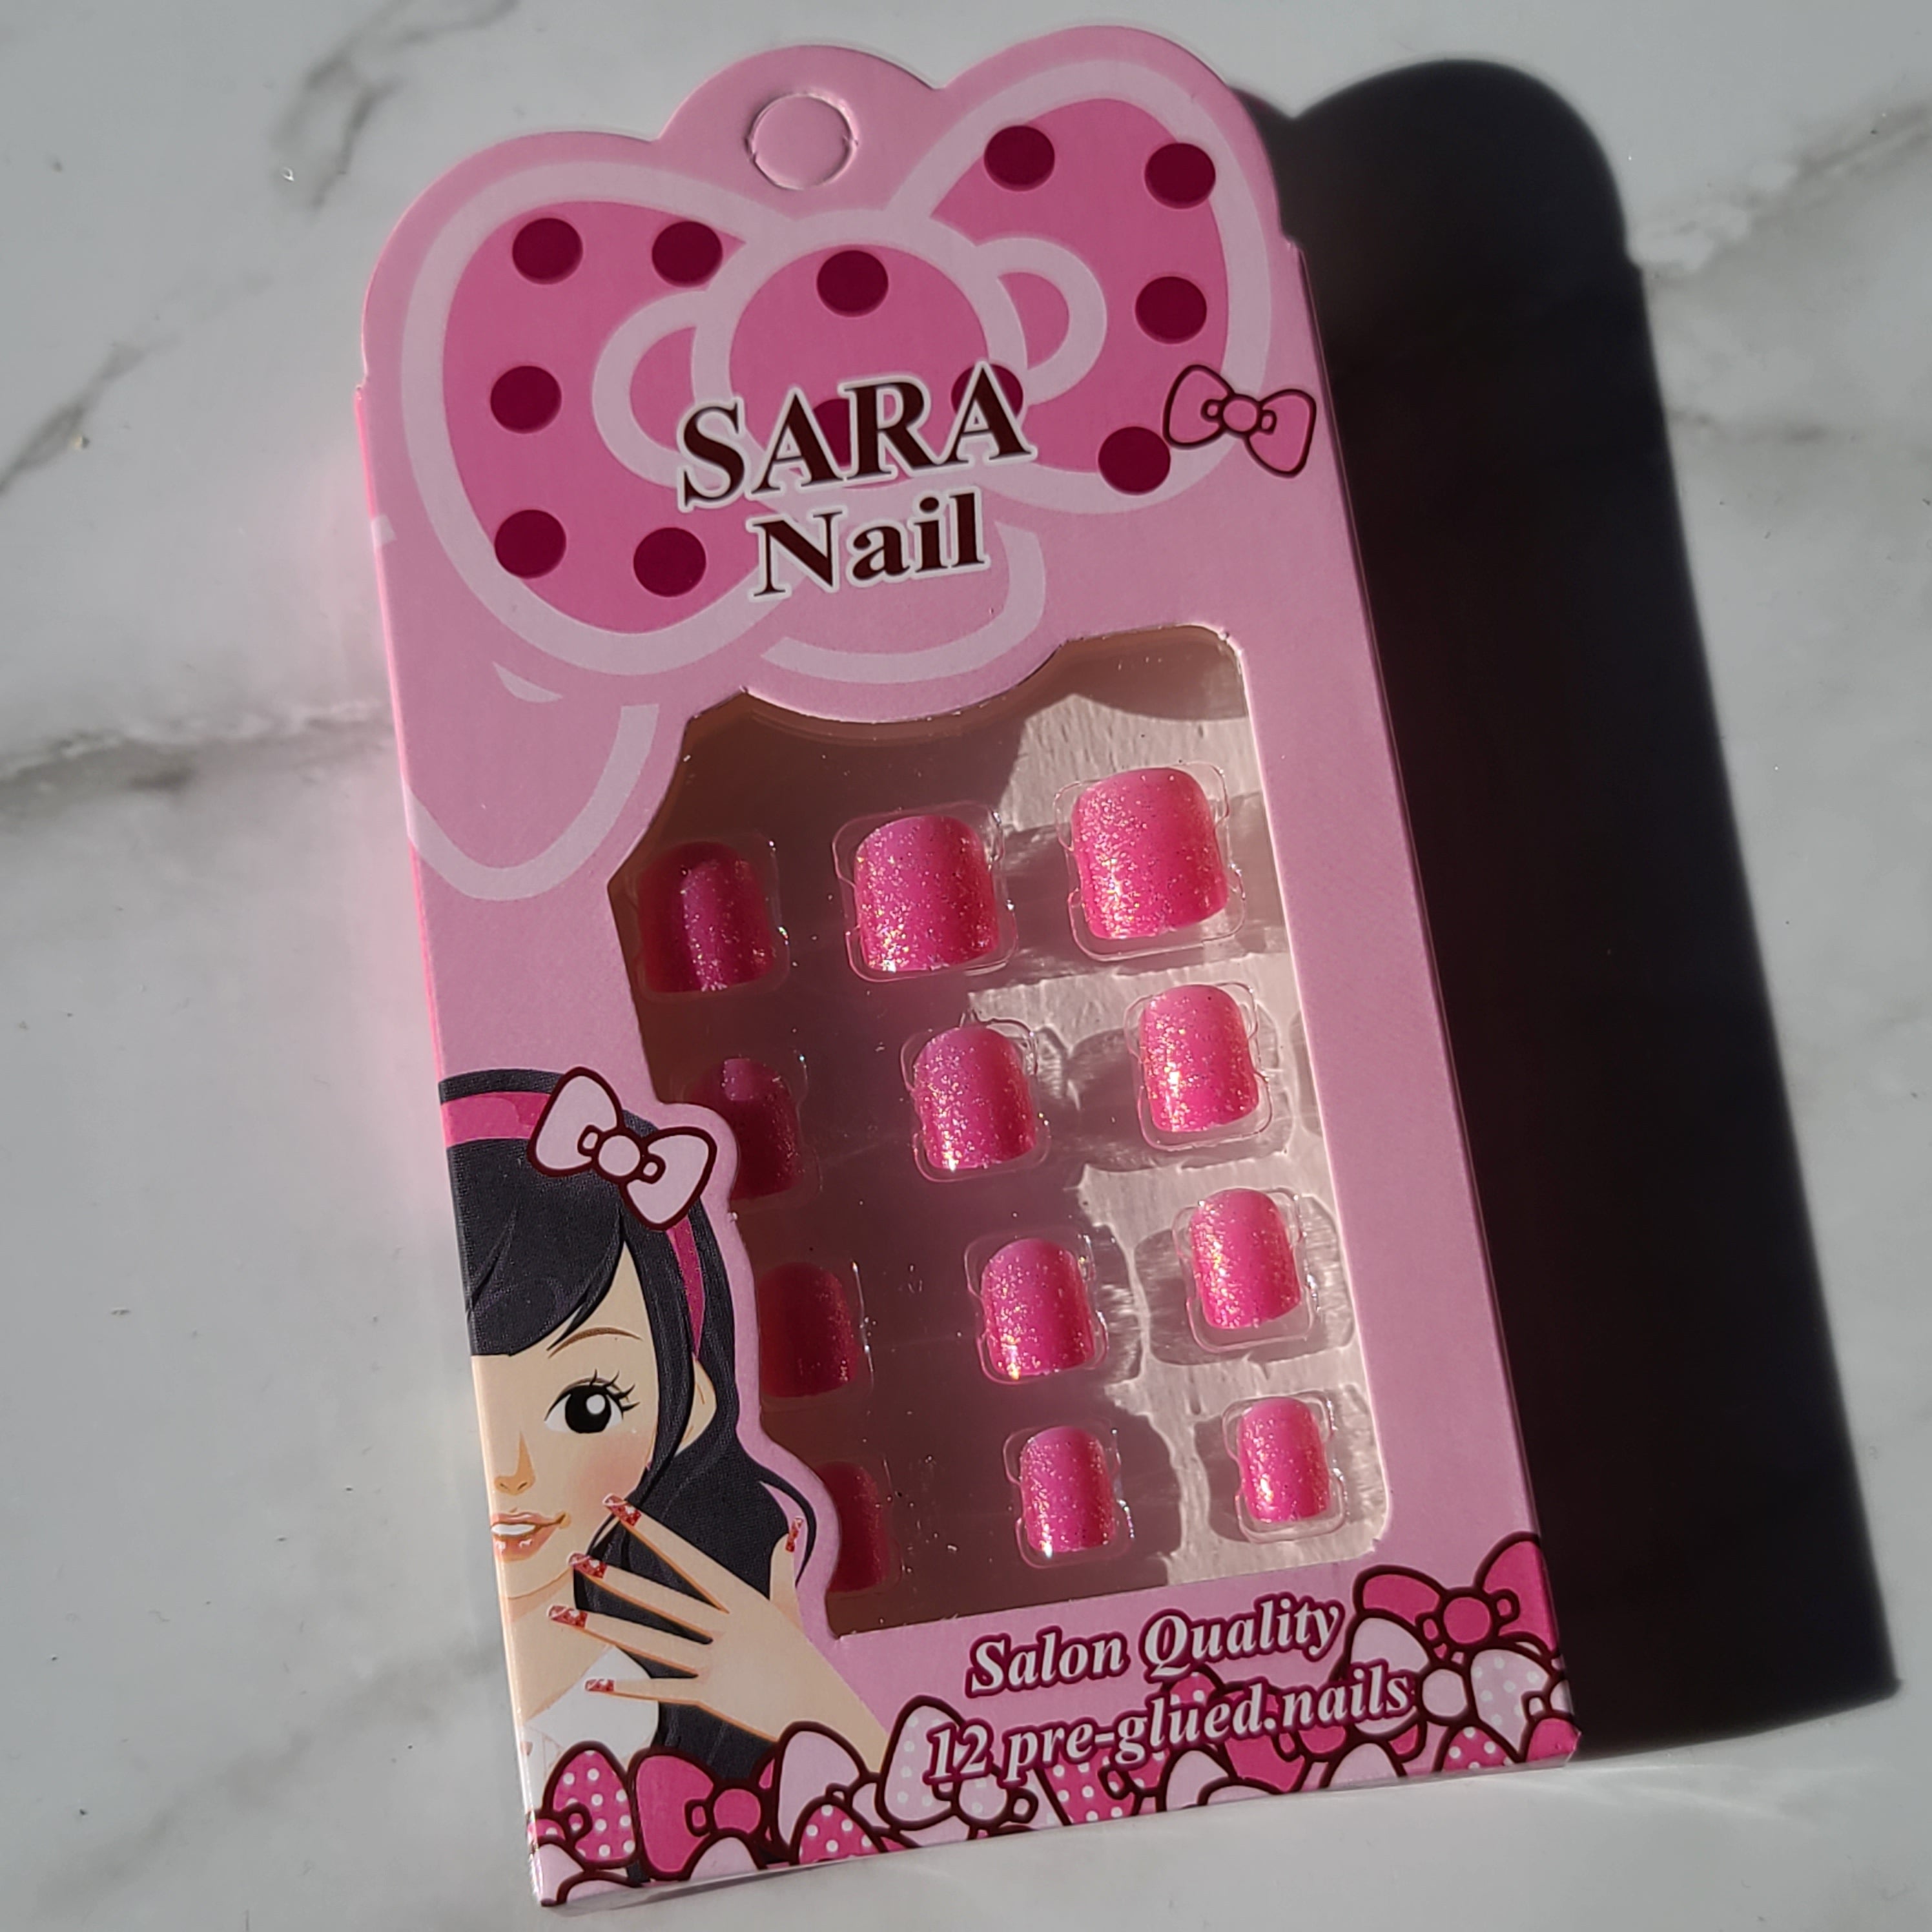 SARA
Nail
Salon Quality
12 pre-glued nails